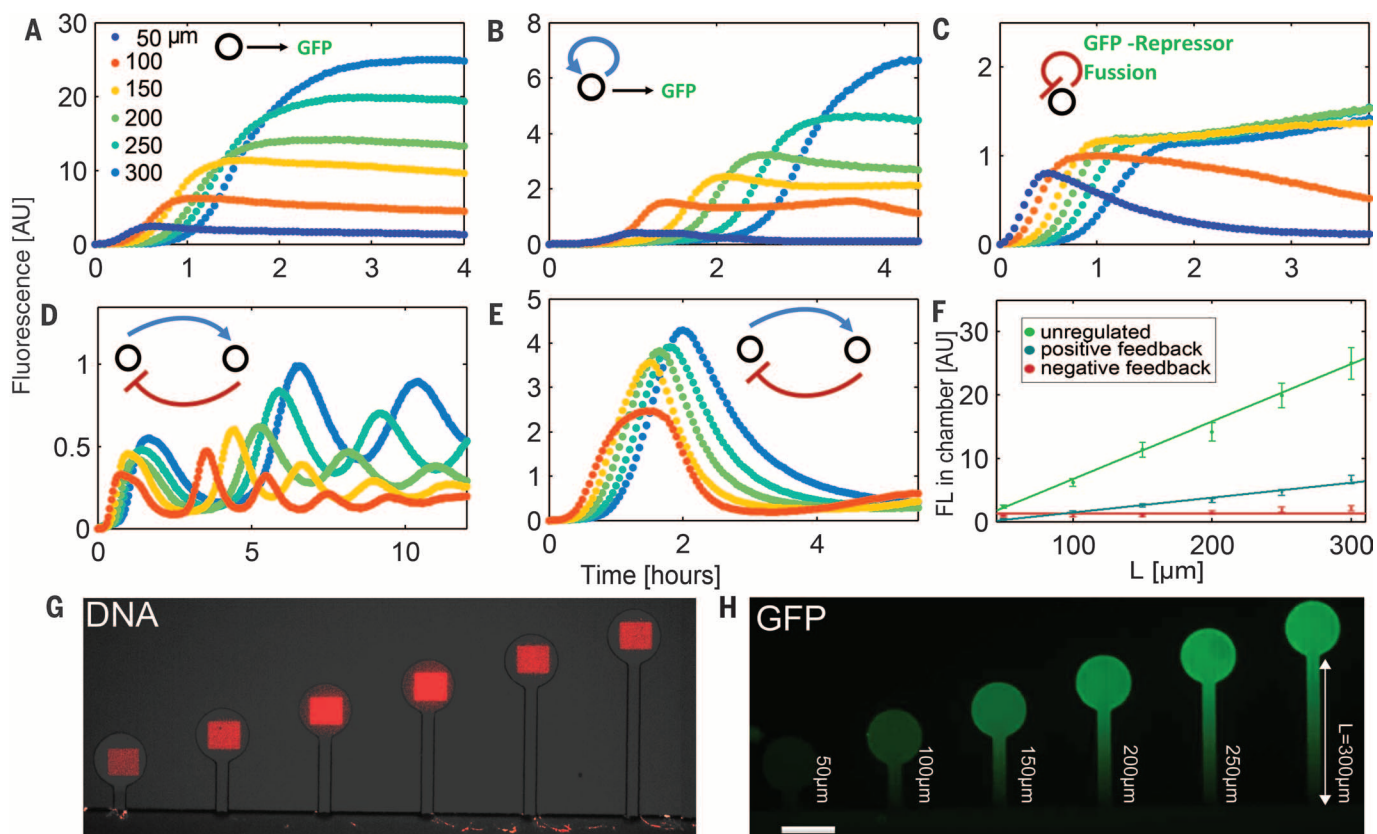 A
30
25
20
15
10
5
0
0 1 2 3 4
50 µm
100
150
200
250
300
GFP
B
8
6
4
2
0
0 2 4
GFP
C
2
1
0
0 1 2 3
GFP -Repressor
Fussion
Fluorescence [AU]
D
1
0.5
0
0 5 10
E
5
4
3
2
1
0
0 2 4
Time [hours]
F
FL in chamber [AU]
30
20
10
0
unregulated
positive feedback
negative feedback
100 200 300
L [µm]
G
DNA
H
GFP
50µm
100µm
150µm
200µm
250µm
L=300µm